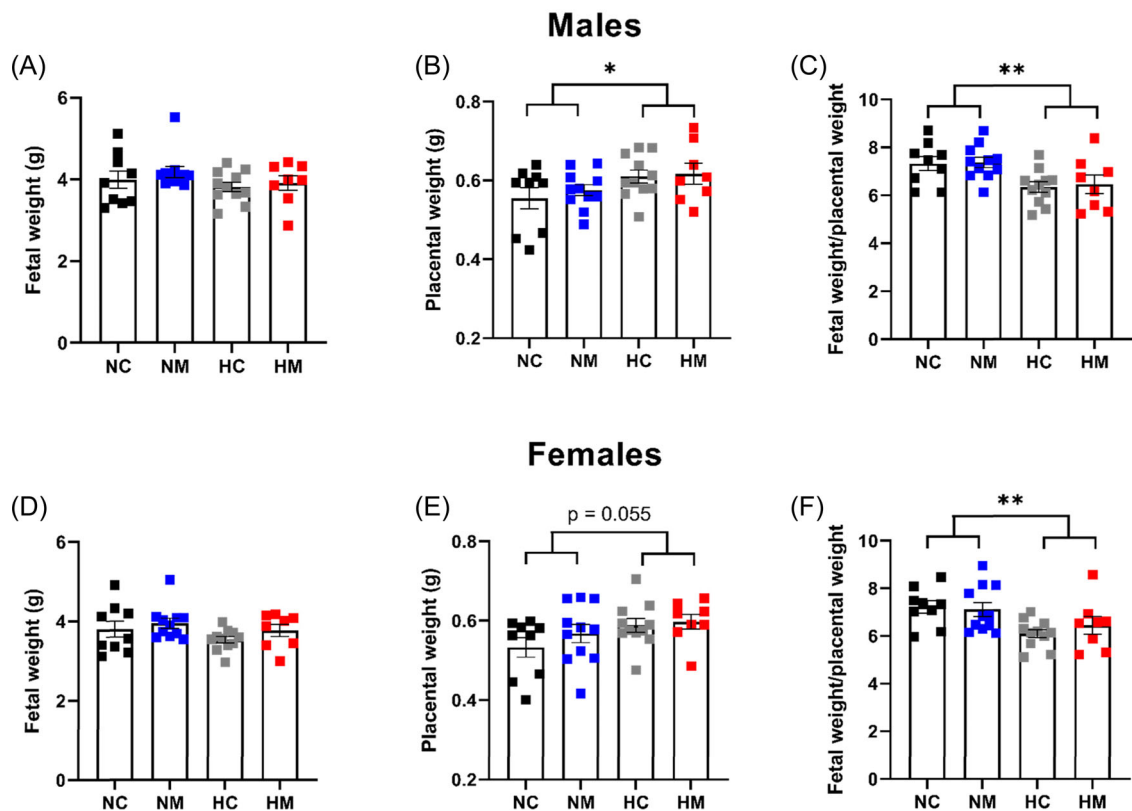 Males
(A)
Fetal weight (g)
6
4
2
0
NC NM HC HM
(B)
*
Placental weight (g)
0.8
0.6
0.4
0.2
NC NM HC HM
(C)
**
Fetal weight/placental weight
10
8
6
4
2
0
NC NM HC HM
Females
(D)
Fetal weight (g)
6
4
2
0
NC NM HC HM
(E)
p = 0.055
Placental weight (g)
0.8
0.6
0.4
0.2
NC NM HC HM
(F)
**
Fetal weight/placental weight
10
8
6
4
2
0
NC NM HC HM